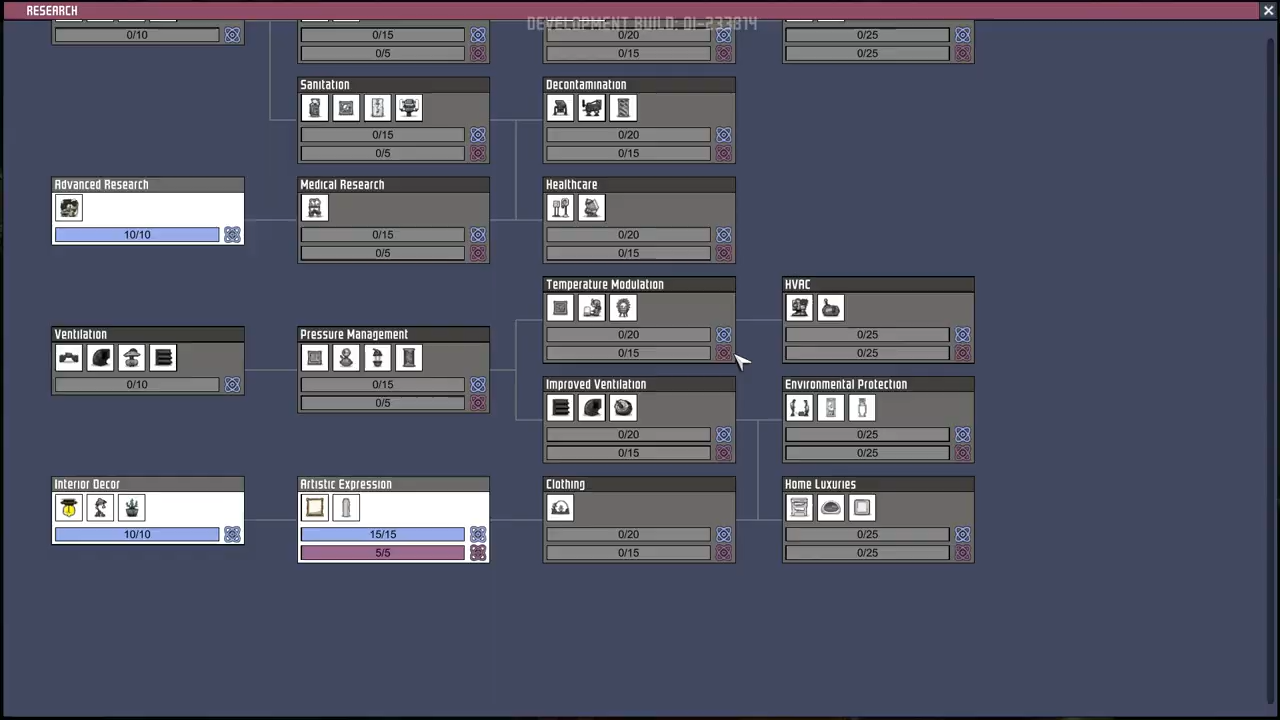 RESEARCH
DEVELOPMENT BUILD: DI-233814
0/10
0/15
0/20
0/25
0/5
0/15
0/25
Sanitation
0/15
0/5
Decontamination
0/20
0/15
Advanced Research
10/10
Medical Research
0/15
0/5
Healthcare
0/20
0/15
Temperature Modulation
0/20
0/15
HVAC
0/25
0/25
Ventilation
0/10
Pressure Management
0/15
0/5
Improved Ventilation
0/20
0/15
Environmental Protection
0/25
0/25
Interior Decor
10/10
Artistic Expression
15/15
5/5
Clothing
0/20
0/15
Home Luxuries
0/25
0/25